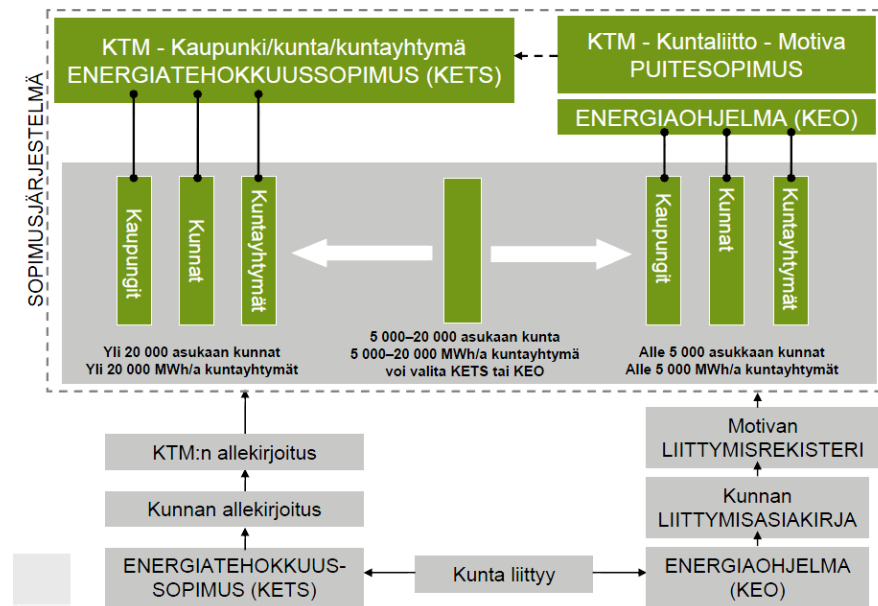 KTM - Kaupunki/kunta/kuntayhtymä
ENERGIATEHOKKUUSSOPIMUS (KETS)
KTM - Kuntaliitto - Motiva
PUITESOPIMUS
ENERGIAOHJELMA (KEO)
SOPIMUSJÄRJESTELMÄ
Kaupungit
Kunnat
Kuntayhtymät
Kaupungit
Kunnat
Kuntayhtymät
Yli 20 000 asukaan kunnat
Yli 20 000 MWh/a kuntayhtymät
5 000–20 000 asukaan kunta
5 000–20 000 MWh/a kuntayhtymä
voi valita KETS tai KEO
Alle 5 000 asukkaan kunnat
Alle 5 000 MWh/a kuntayhtymät
KTM:n allekirjoitus
Kunnan allekirjoitus
ENERGIATEHOKKUUS-
SOPIMUS (KETS)
Kunta liittyy
Motivan
LIITTYMISREKISTERI
Kunnan
LIITTYMISASIAKIRJA
ENERGIAOHJELMA
(KEO)